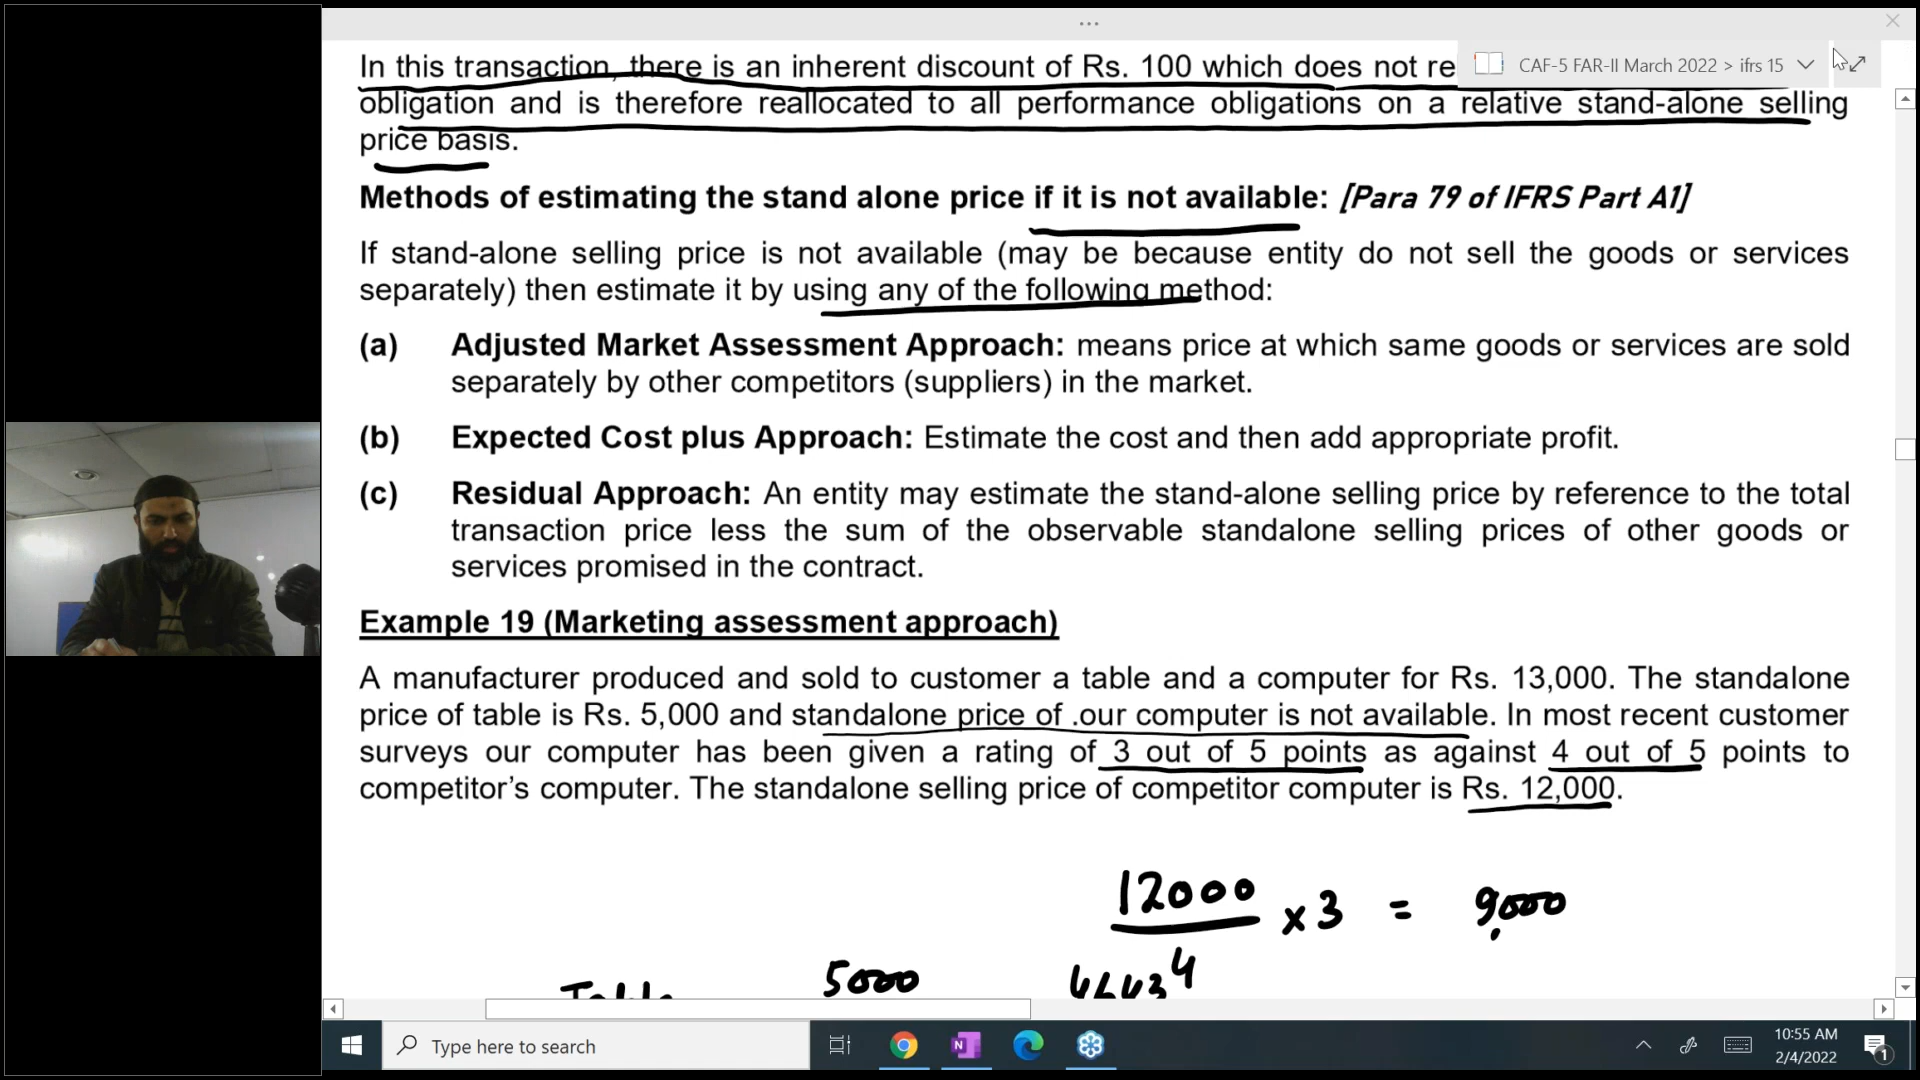 In this transaction, there is an inherent discount of Rs. 100 which does not re
CAF-5 FAR-II March 2022 > ifrs 15
obligation and is therefore reallocated to all performance obligations on a relative stand-alone selling
price basis.
Methods of estimating the stand alone price if it is not available: [Para 79 of IFRS Part A1]
If stand-alone selling price is not available (may be because entity do not sell the goods or services
separately) then estimate it by using any of the following method:
(a) Adjusted Market Assessment Approach: means price at which same goods or services are sold
separately by other competitors (suppliers) in the market.
(b) Expected Cost plus Approach: Estimate the cost and then add appropriate profit.
(c) Residual Approach: An entity may estimate the stand-alone selling price by reference to the total
transaction price less the sum of the observable standalone selling prices of other goods or
services promised in the contract.
Example 19 (Marketing assessment approach)
A manufacturer produced and sold to customer a table and a computer for Rs. 13,000. The standalone
price of table is Rs. 5,000 and standalone price of .our computer is not available. In most recent customer
surveys our computer has been given a rating of 3 out of 5 points as against 4 out of 5 points to
competitor's computer. The standalone selling price of competitor computer is Rs. 12,000.
12000 x 3 = 9,000
4
Table 5000
Type here to search
10:55 AM
2/4/2022
1